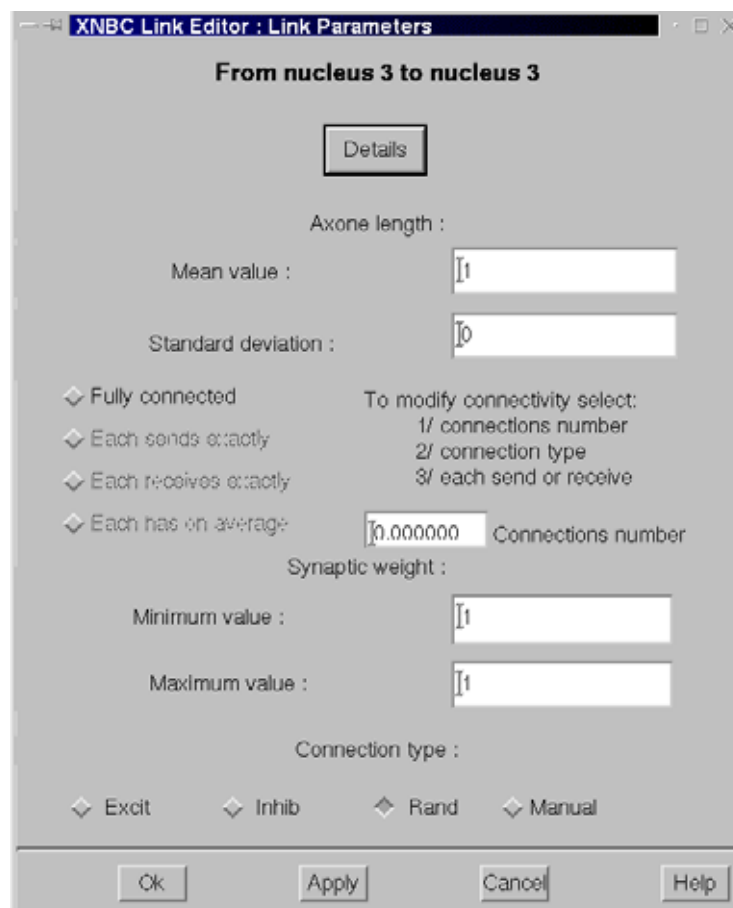 XNBC Link Editor : Link Parameters
From nucleus 3 to nucleus 3
Details
Axone length :
Mean value :
1
Standard deviation :
0
Fully connected
Each sends exactly
Each receives exactly
Each has on average
To modify connectivity select:
1/ connections number
2/ connection type
3/ each send or receive
0.000000 Connections number
Synaptic weight :
Minimum value :
1
Maximum value :
1
Connection type :
Excit Inhib Rand Manual
Ok Apply Cancel Help